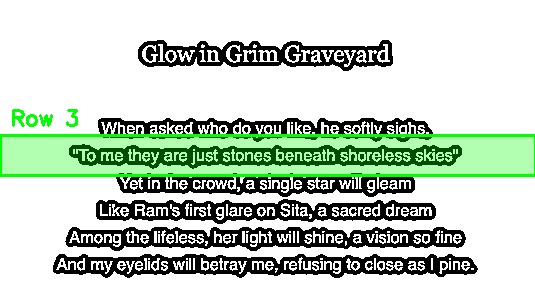 Glow in Grim Graveyard
Row 3
When asked who do you like, he softly sighs,
"To me they are just stones beneath shoreless skies"
Yet in the crowd, a single star will gleam
Like Ram's first glare on Sita, a sacred dream
Among the lifeless, her light will shine, a vision so fine
And my eyelids will betray me, refusing to close as I pine.